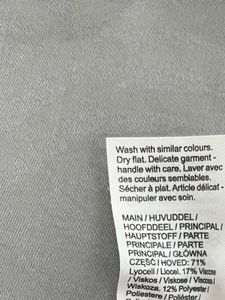 Wash with similar colours.
Dry flat. Delicate garment -
handle with care. Laver avec
des couleurs semblables.
Sécher à plat. Article délicat -
manipuler avec soin.
MAIN / HUVUDDEL /
HOOFDDEEL / PRINCIPAL /
HAUPTSTOFF / PARTE
PRINCIPALE / PARTE
PRINCIPAL / GŁÓWNA
CZĘŚĆ / HOVED: 71%
Lyocell / Liocel. 17% Viscose
/ Viskos / Viskose / Viscosa /
Wiskoza. 12% Polyester /
Poliestere / Poliéster /